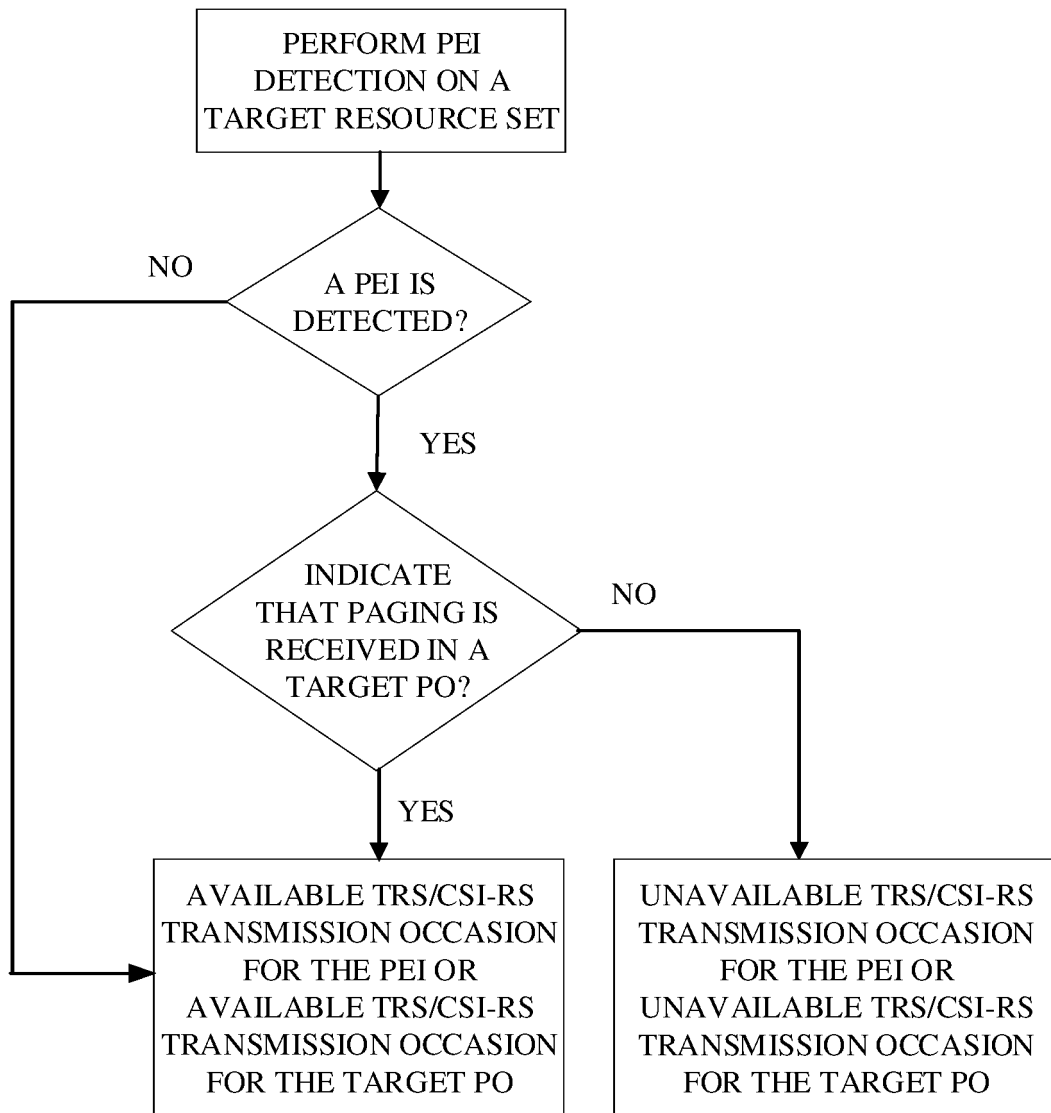 PERFORM PEI
DETECTION ON A
TARGET RESOURCE SET
NO
A PEI IS
DETECTED?
YES
INDICATE
THAT PAGING IS
RECEIVED IN A
TARGET PO?
NO
YES
AVAILABLE TRS/CSI-RS
TRANSMISSION OCCASION
FOR THE PEI OR
AVAILABLE TRS/CSI-RS
TRANSMISSION OCCASION
FOR THE TARGET PO
UNAVAILABLE TRS/CSI-RS
TRANSMISSION OCCASION
FOR THE PEI OR
UNAVAILABLE TRS/CSI-RS
TRANSMISSION OCCASION
FOR THE TARGET PO